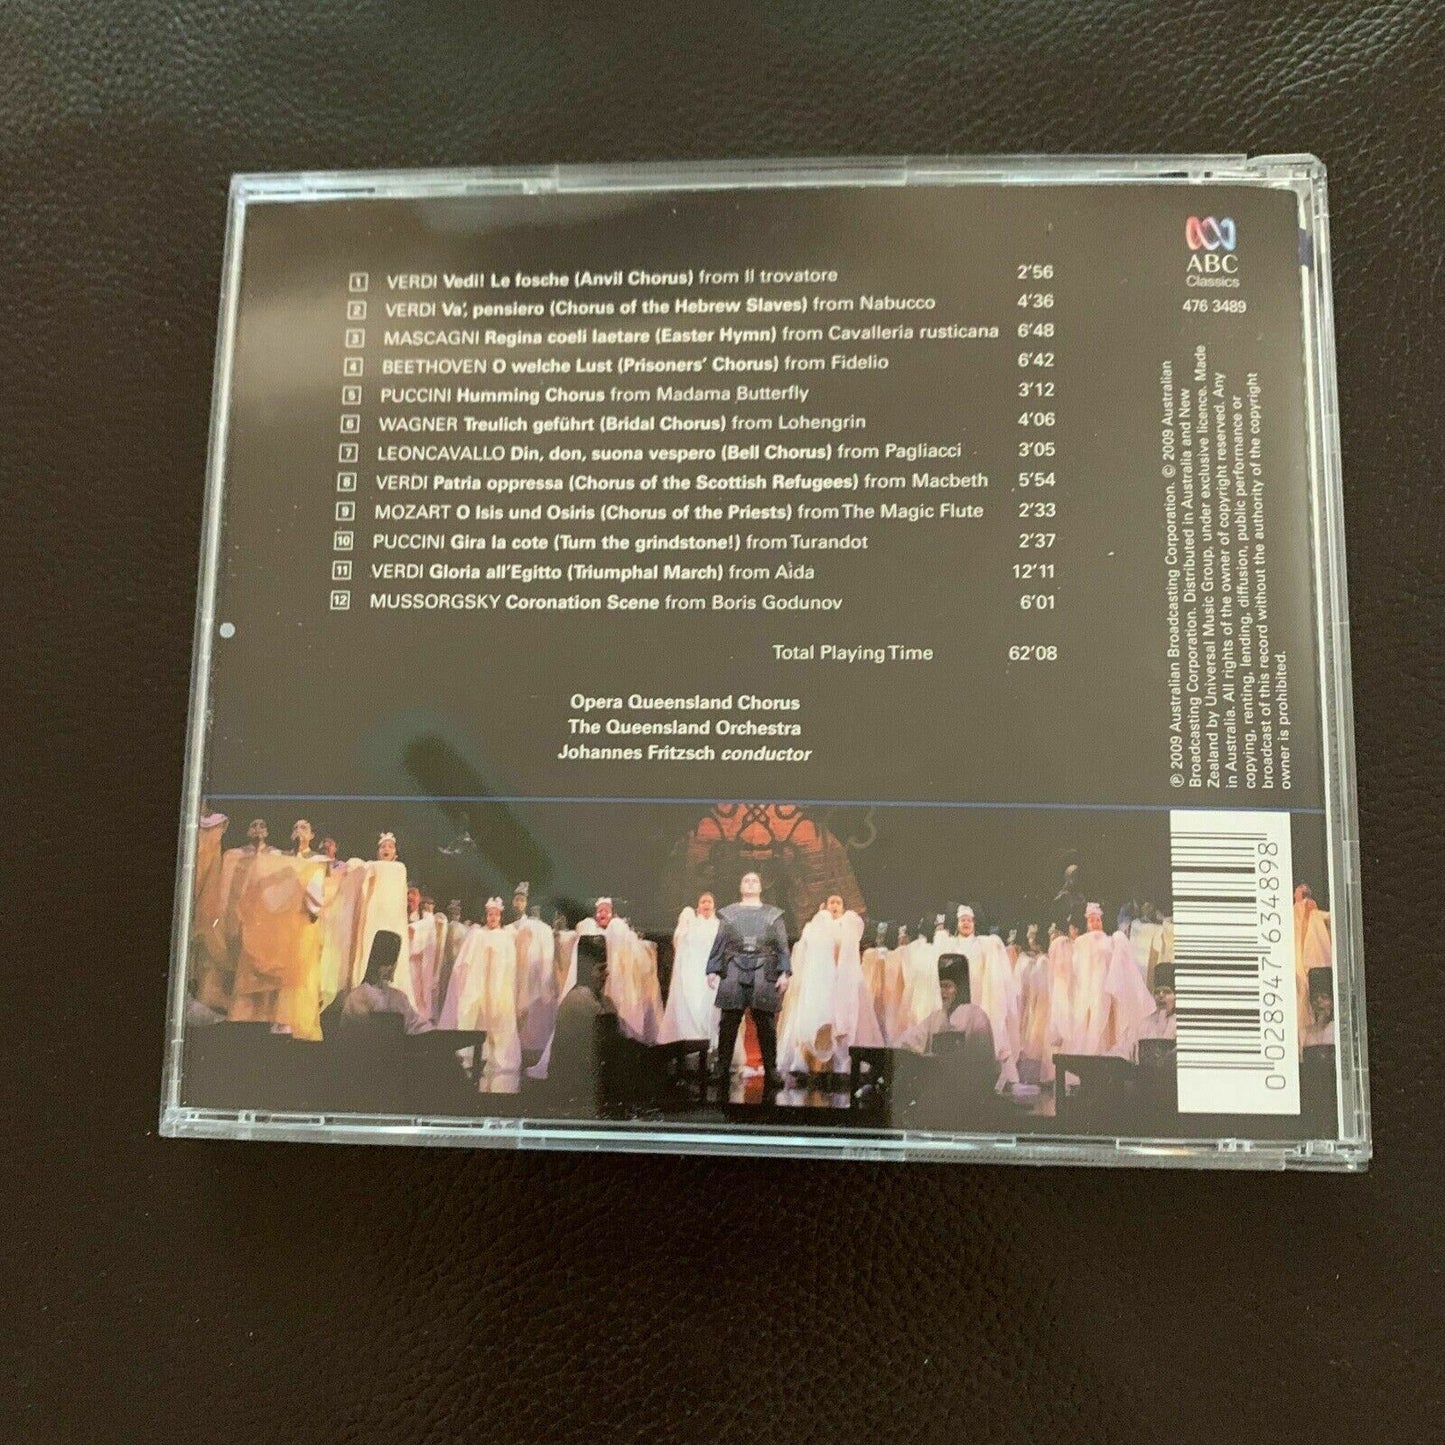 1 VERDI Vedi! Le fosche (Anvil Chorus) from Il trovatore 2'56
2 VERDI Va', pensiero (Chorus of the Hebrew Slaves) from Nabucco 4'36
3 MASCAGNI Regina coeli laetare (Easter Hymn) from Cavalleria rusticana 6'48
4 BEETHOVEN O welche Lust (Prisoners' Chorus) from Fidelio 6'42
5 PUCCINI Humming Chorus from Madama Butterfly 3'12
6 WAGNER Treulich geführt (Bridal Chorus) from Lohengrin 4'06
7 LEONCAVALLO Din, don, suona vespero (Bell Chorus) from Pagliacci 3'05
8 VERDI Patria oppressa (Chorus of the Scottish Refugees) from Macbeth 5'54
9 MOZART O Isis und Osiris (Chorus of the Priests) from The Magic Flute 2'33
10 PUCCINI Gira la cote (Turn the grindstone!) from Turandot 2'37
11 VERDI Gloria all'Egitto (Triumphal March) from Aida 12'11
12 MUSSORGSKY Coronation Scene from Boris Godunov 6'01
Total Playing Time 62'08
Opera Queensland Chorus
The Queensland Orchestra
Johannes Fritzsch conductor
ABC
Classics
476 3489
℗ 2009 Australian Broadcasting Corporation. © 2009 Australian
Broadcasting Corporation. Distributed in Australia and New
Zealand by Universal Music Group, under exclusive licence. Made
in Australia. All rights of the owner of copyright reserved. Any
copying, renting, lending, diffusion, public performance or
broadcast of this record without the authority of the copyright
owner is prohibited.
0 028947 634898